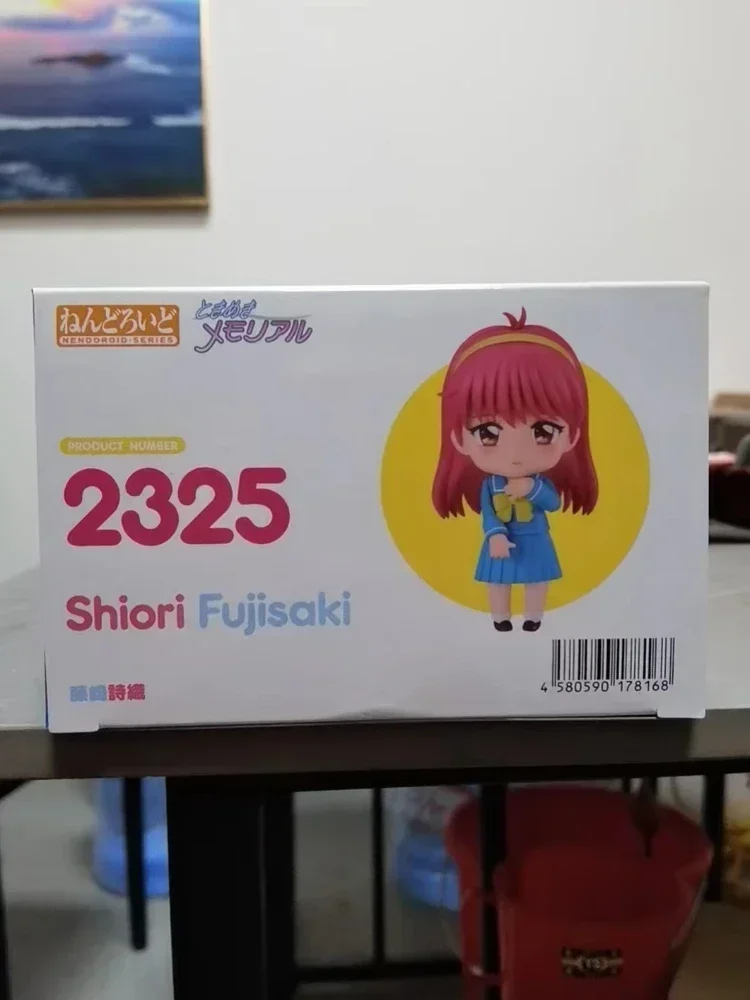 ねんどろいど
NENDOROID-SERIES
ときめき
メモリアル
PRODUCT NUMBER
2325
Shiori Fujisaki
藤崎詩織
4 580590 178168